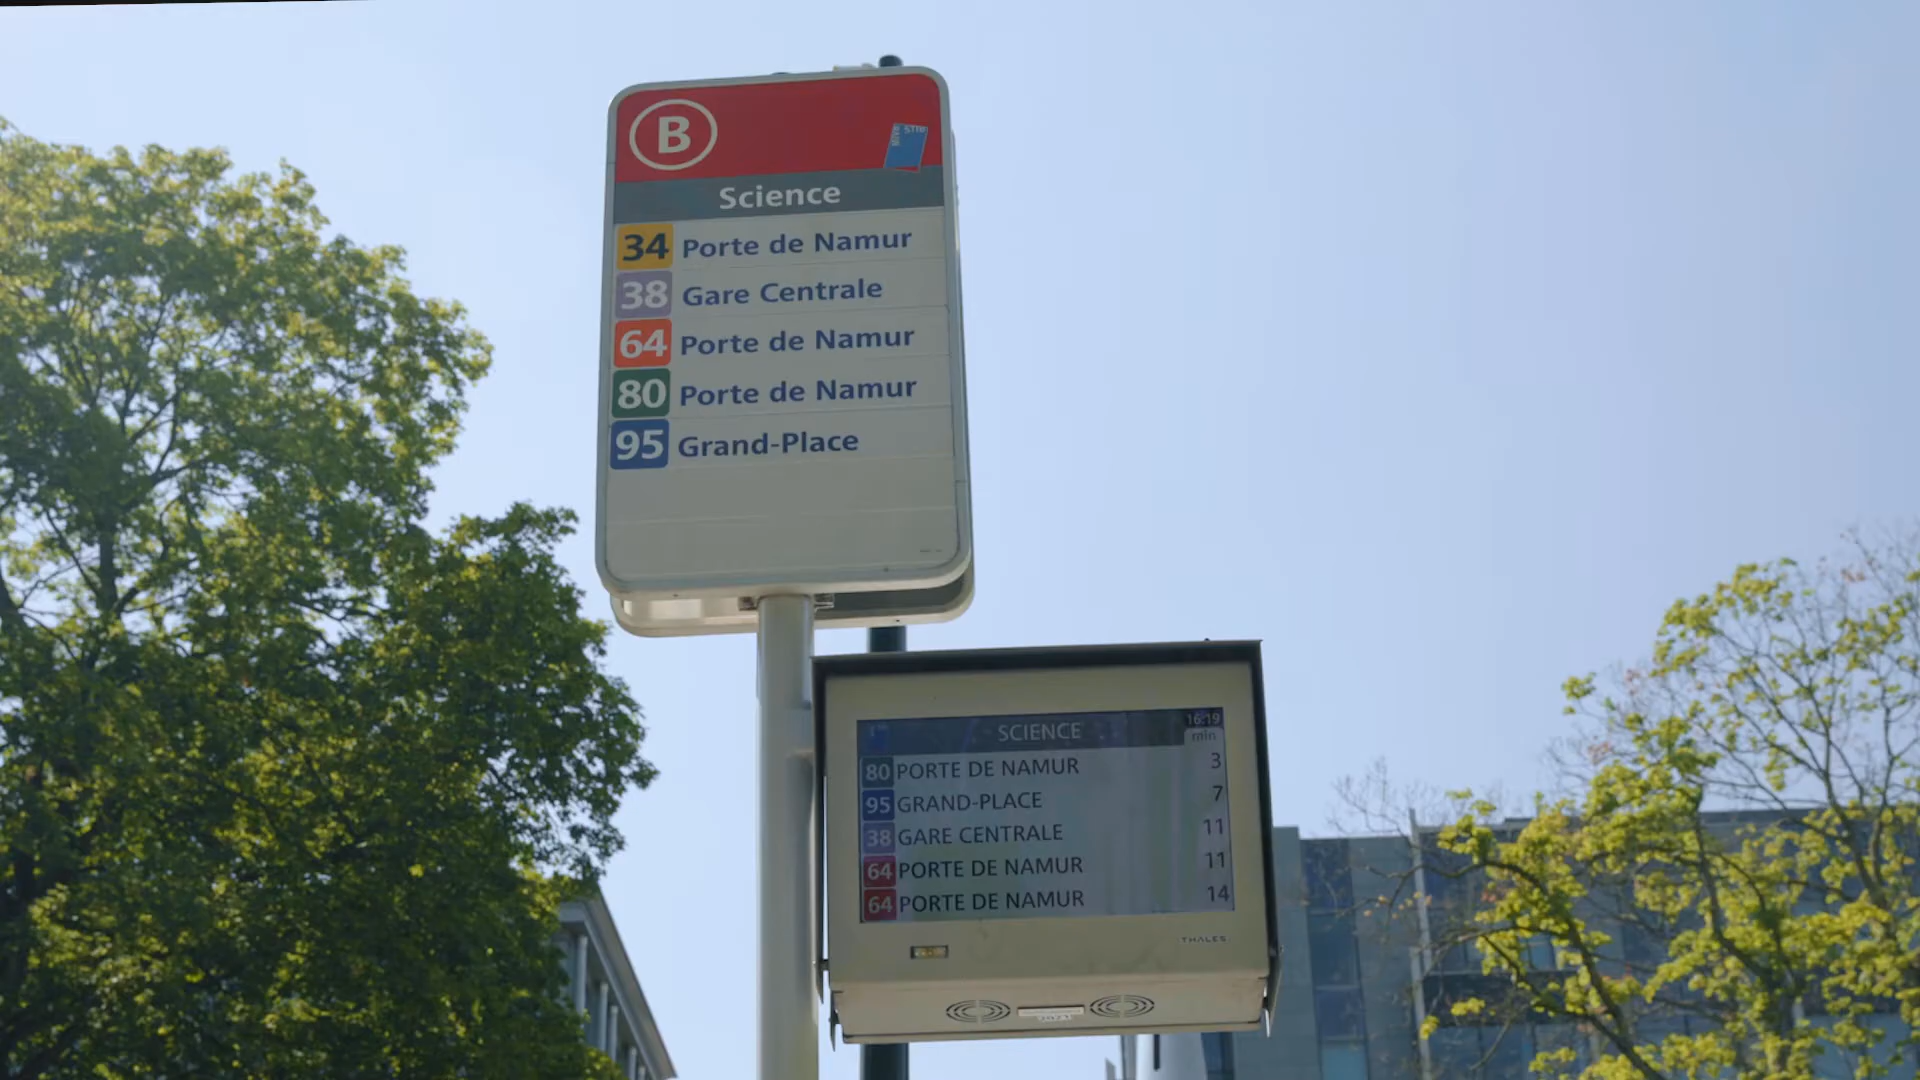 B
STIB
Science
34 Porte de Namur
38 Gare Centrale
64 Porte de Namur
80 Porte de Namur
95 Grand-Place
SCIENCE 16:19
min
80 PORTE DE NAMUR 3
95 GRAND-PLACE 7
38 GARE CENTRALE 11
64 PORTE DE NAMUR 11
64 PORTE DE NAMUR 14
THALES